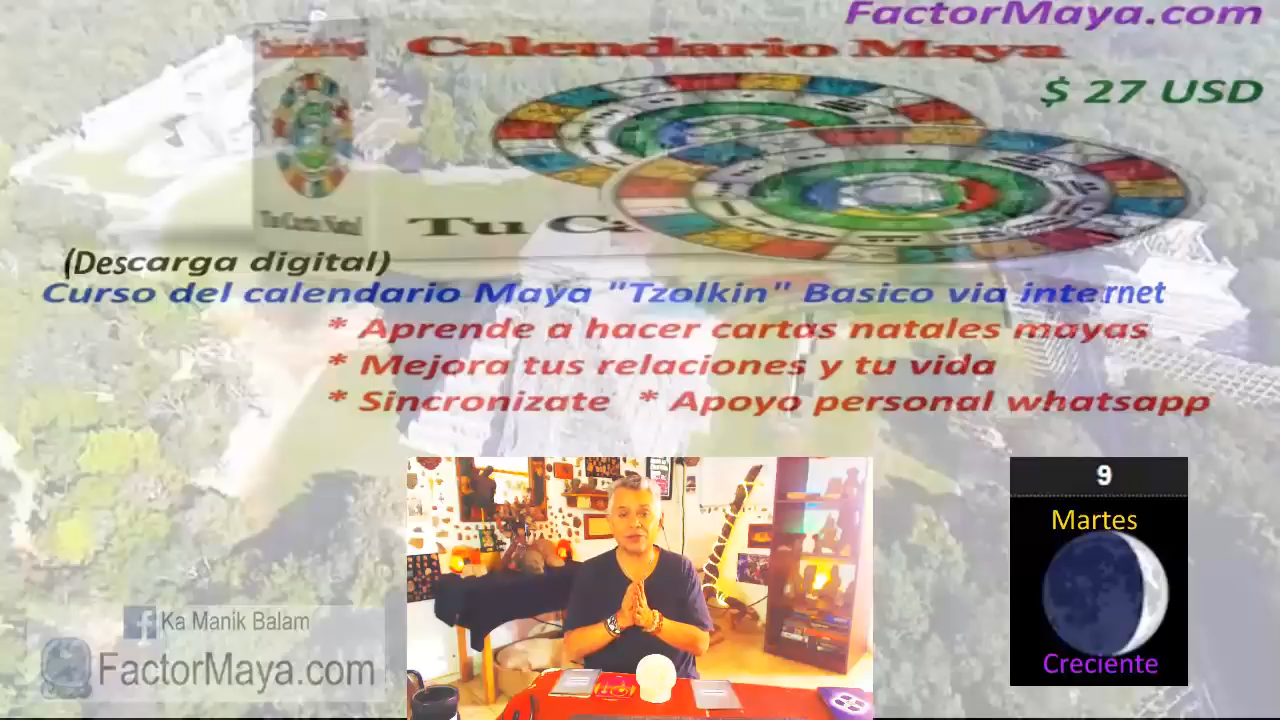 FactorMaya.com
Calendario Maya
$ 27 USD
Tu
(Descarga digital)
Curso del calendario Maya "Tzolkin" Basico via internet
* Aprende a hacer cartas natales mayas
* Mejora tus relaciones y tu vida
* Sincronizate * Apoyo personal whatsapp
9
Martes
Creciente
Ka Manik Balam
FactorMaya.com